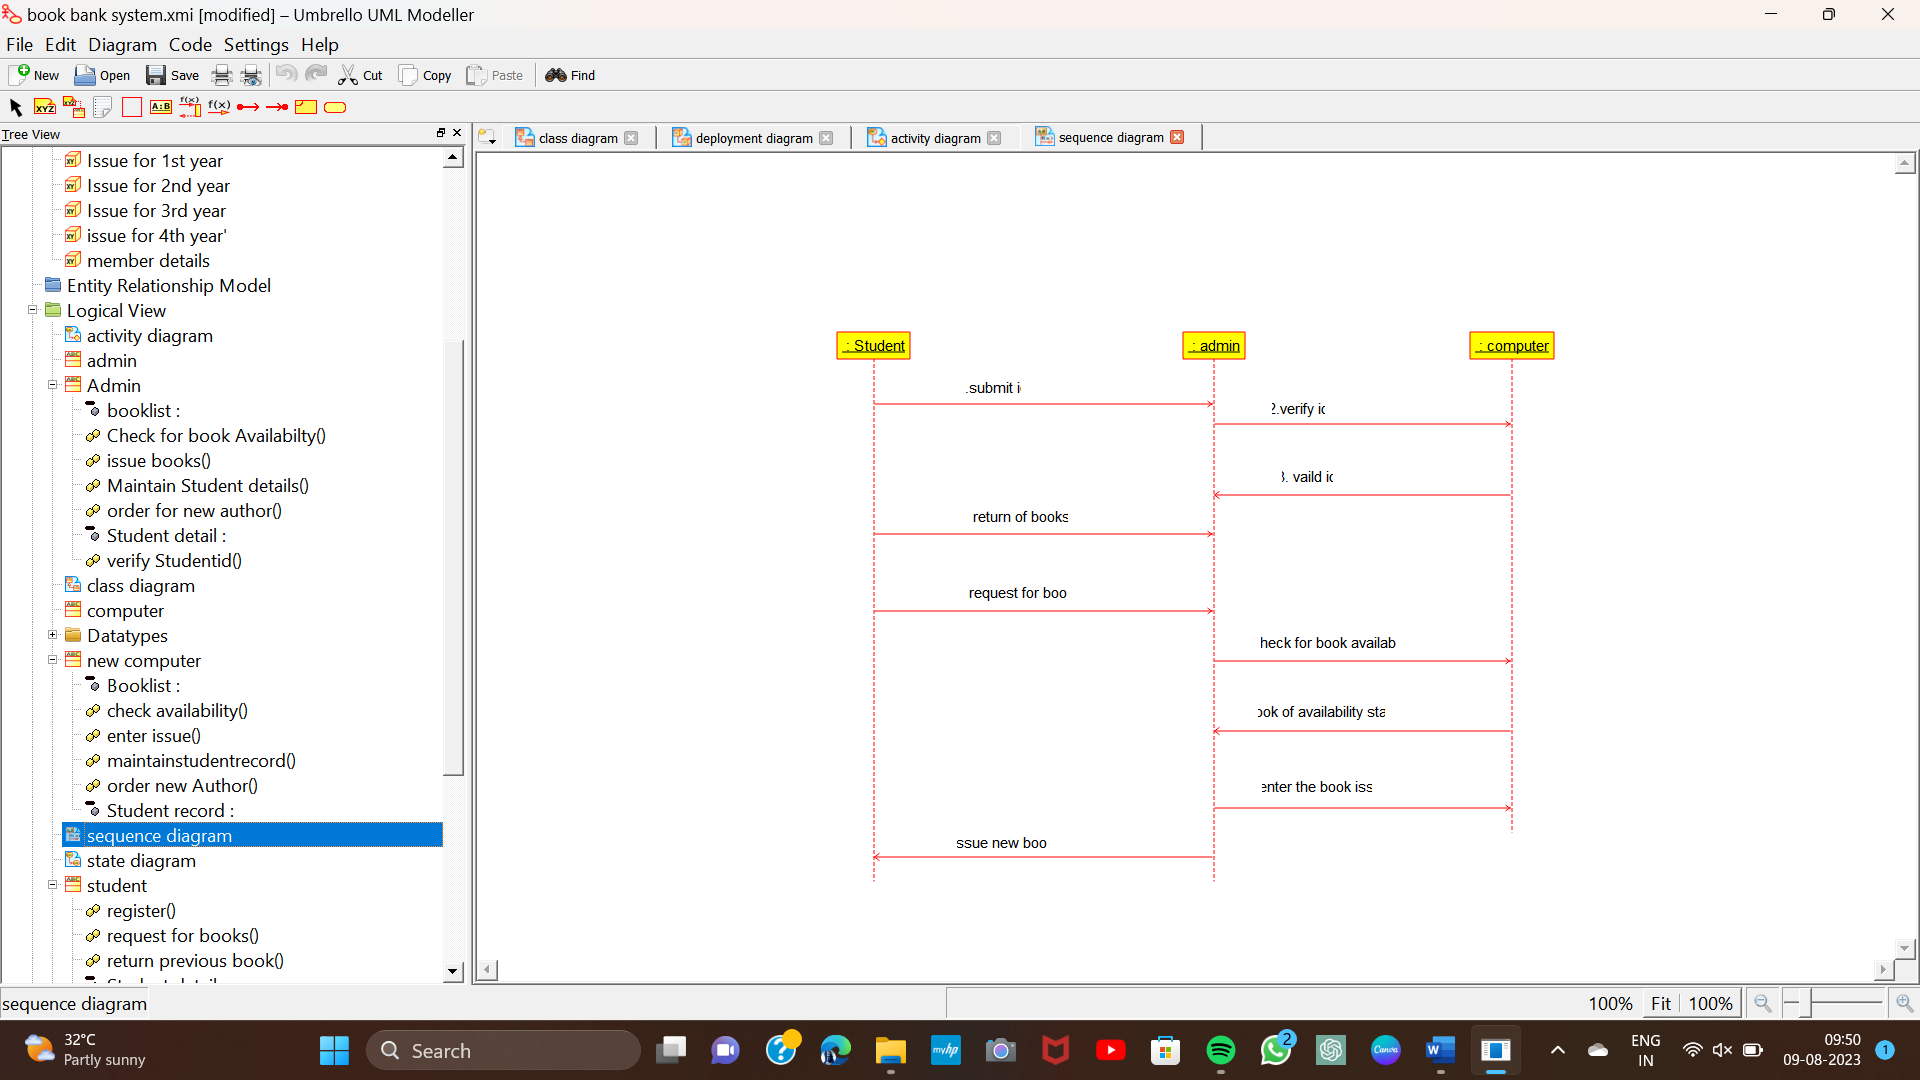 book bank system.xmi [modified] – Umbrello UML Modeller
File Edit Diagram Code Settings Help
New Open Save Cut Copy Paste Find
Tree View
class diagram
deployment diagram
activity diagram
sequence diagram
Issue for 1st year
Issue for 2nd year
Issue for 3rd year
issue for 4th year'
member details
Entity Relationship Model
Logical View
activity diagram
admin
Admin
booklist :
Check for book Availabilty()
issue books()
Maintain Student details()
order for new author()
Student detail :
verify Studentid()
class diagram
computer
Datatypes
new computer
Booklist :
check availability()
enter issue()
maintainstudentrecord()
order new Author()
Student record :
sequence diagram
state diagram
student
register()
request for books()
return previous book()
: Student
: admin
: computer
.submit i
2.verify id
3. vaild id
return of books
request for boo
heck for book availab
ook of availability sta
enter the book iss
ssue new boo
sequence diagram
100% Fit 100%
32°C
Partly sunny
Search
ENG
IN
09:50
09-08-2023
1